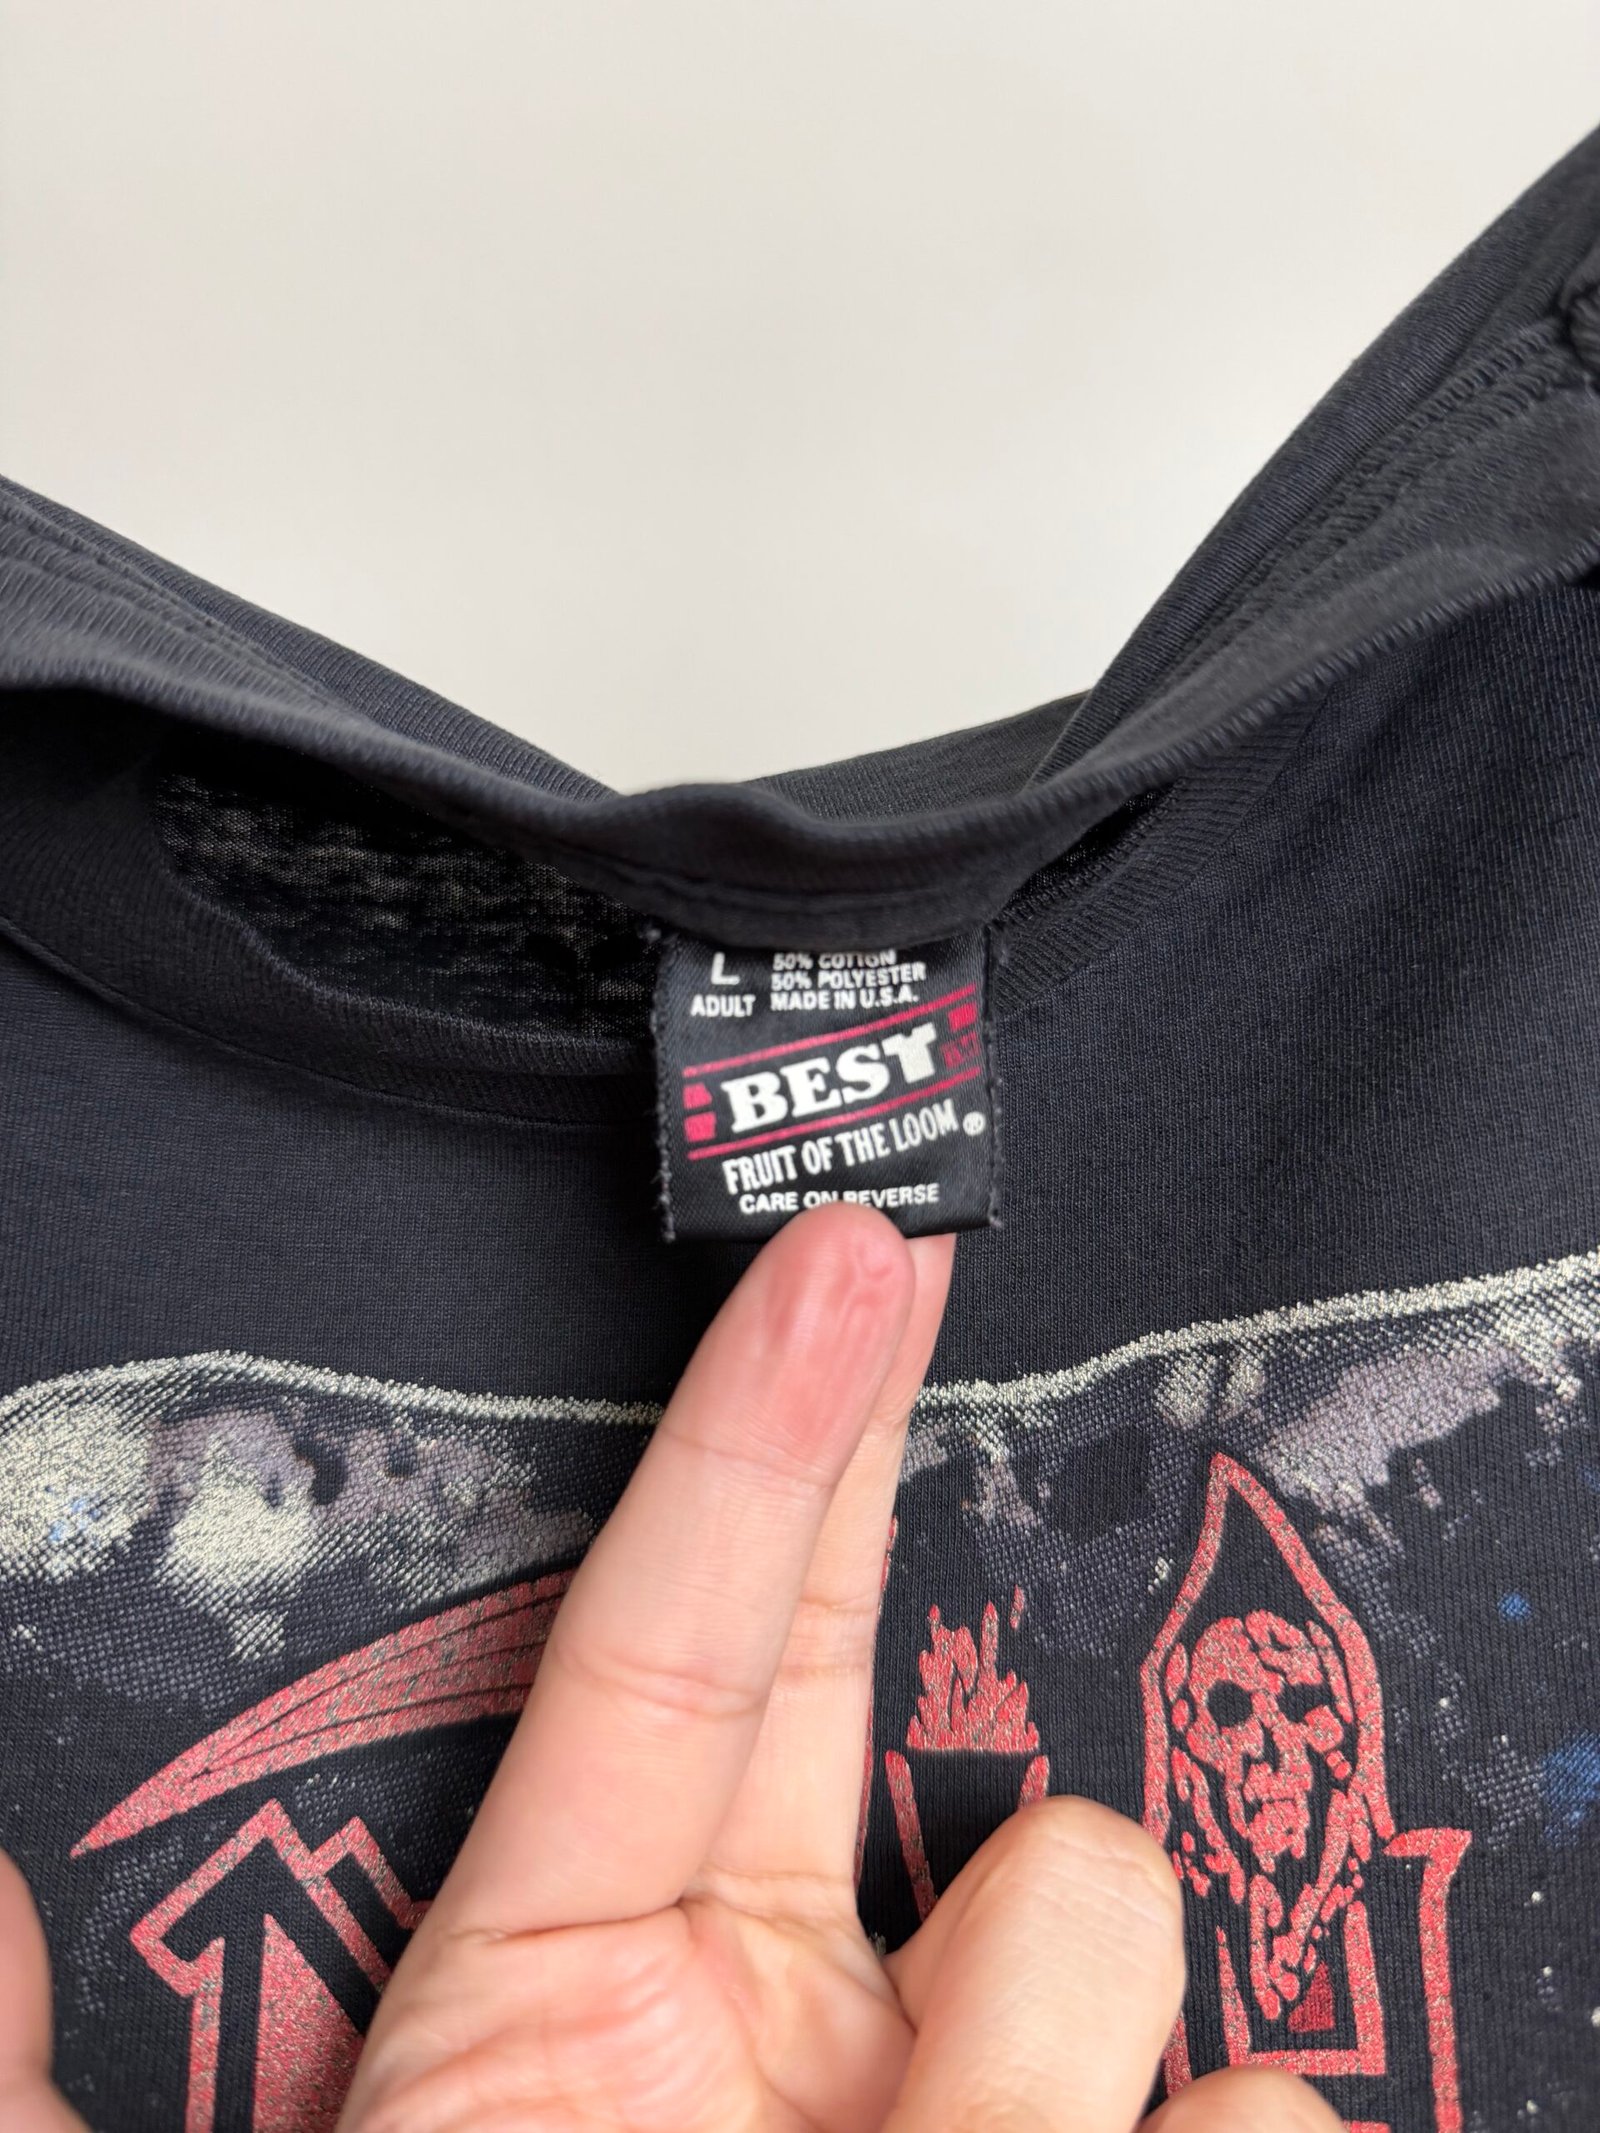 L 50% COTTON
50% POLYESTER
ADULT MADE IN U.S.A.
BEST
FRUIT OF THE LOOM®
CARE ON REVERSE